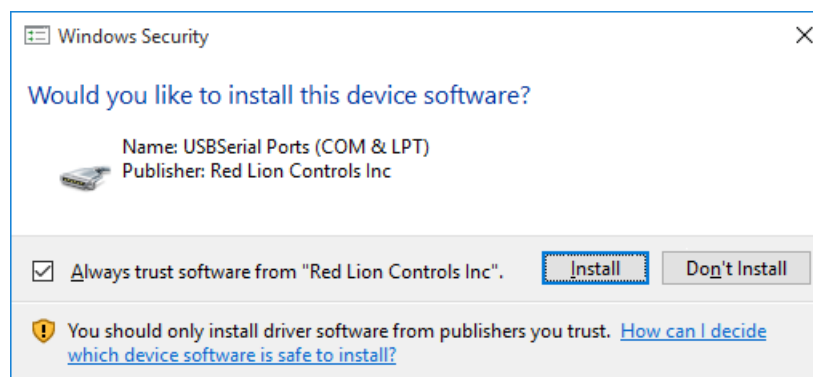 Windows Security
Would you like to install this device software?
Name: USBSerial Ports (COM & LPT)
Publisher: Red Lion Controls Inc
Always trust software from "Red Lion Controls Inc". Install Don't Install
You should only install driver software from publishers you trust. How can I decide
which device software is safe to install?